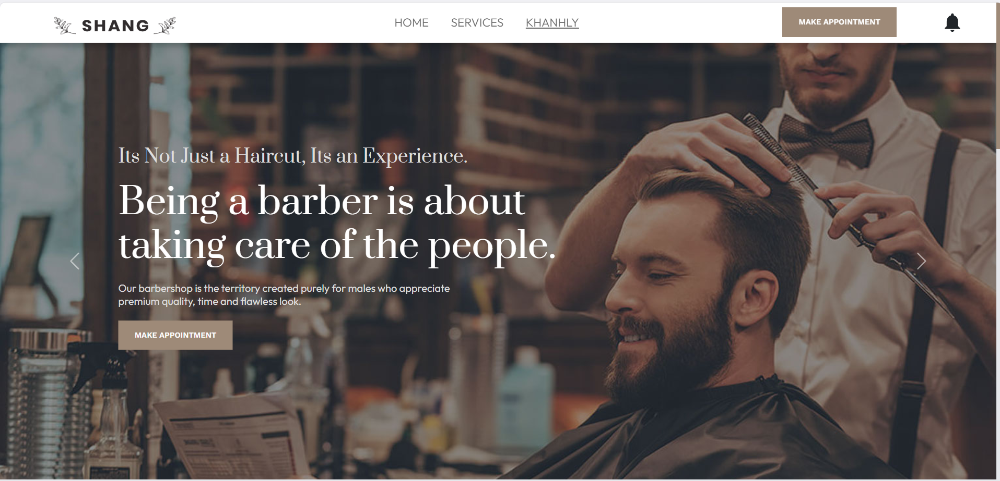 SHANG
HOME
SERVICES
KHANHLY
MAKE APPOINTMENT
Its Not Just a Haircut, Its an Experience.
Being a barber is about
taking care of the people.
Our barbershop is the territory created purely for males who appreciate
premium quality, time and flawless look.
MAKE APPOINTMENT